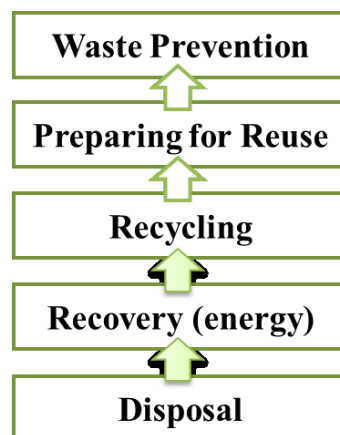 Waste Prevention
Preparing for Reuse
Recycling
Recovery (energy)
Disposal